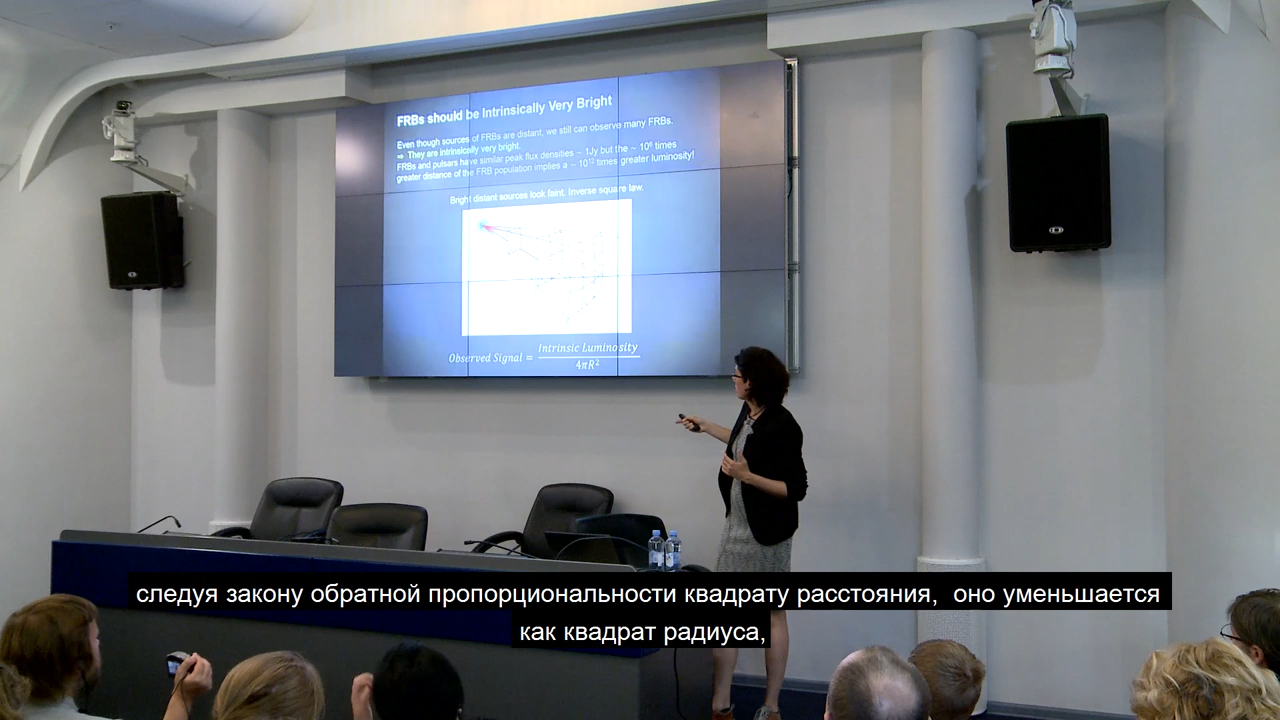 FRBs should be Intrinsically Very Bright
Even though sources of FRBs are distant, we still can observe many FRBs.
⇒ They are intrinsically very bright.
FRBs and pulsars have similar peak flux densities ~ 1Jy but the ~ 10⁶ times
greater distance of the FRB population implies a ~ 10¹² times greater luminosity!
Bright distant sources look faint. Inverse square law.
Observed Signal = Intrinsic Luminosity / 4πR²
следуя закону обратной пропорциональности квадрату расстояния, оно уменьшается
как квадрат радиуса,